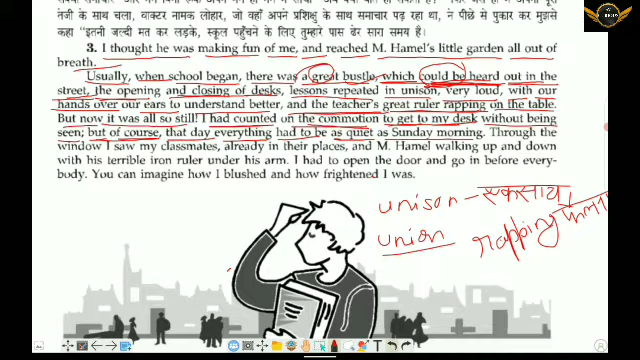 नेजी के साथ चला, वाक्टर नामक लोहार, जो वहाँ अपने प्रशिक्षु के साथ समाचार पढ़ रहा था, ने पीछे से पुकार कर मुझसे
कहा "इतनी जल्दी मत कर लड़के, स्कूल पहुँचने के लिए तुम्हारे पास ढेर सारा समय है।
3. I thought he was making fun of me, and reached M. Hamel's little garden all out of
breath.
Usually, when school began, there was a great bustle, which could be heard out in the
street, the opening and closing of desks, lessons repeated in unison, very loud, with our
hands over our ears to understand better, and the teacher's great ruler rapping on the table.
But now it was all so still! I had counted on the commotion to get to my desk without being
seen; but of course, that day everything had to be as quiet as Sunday morning. Through the
window I saw my classmates, already in their places, and M. Hamel walking up and down
with his terrible iron ruler under his arm. I had to open the door and go in before every-
body. You can imagine how I blushed and how frightened I was.
unison - एकसाथ
union
rapping